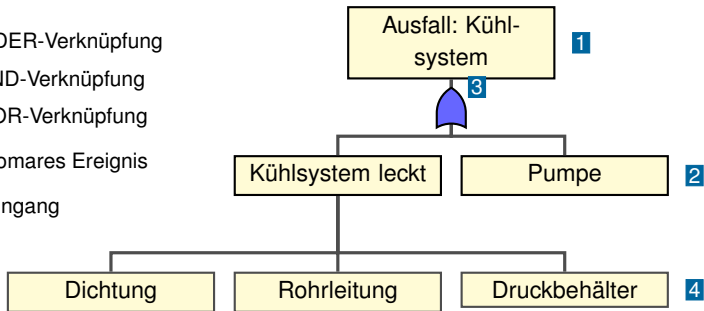 DER-Verknüpfung
ND-Verknüpfung
OR-Verknüpfung
omares Ereignis
ngang
Ausfall: Kühl-
system
1
3
Kühlsystem leckt
Pumpe
2
Dichtung
Rohrleitung
Druckbehälter
4